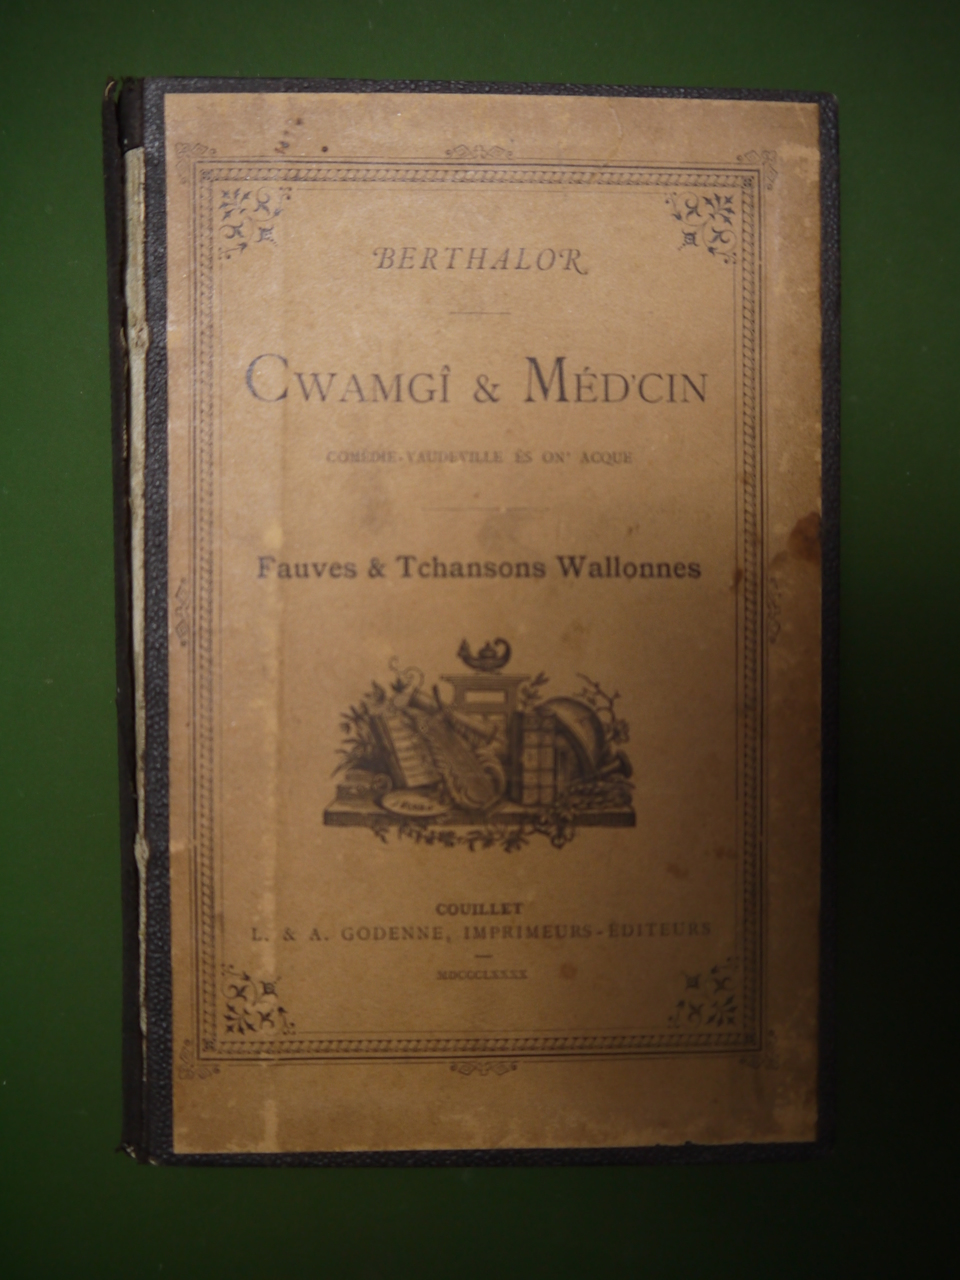 BERTHALOR
CWAMGÎ & MÉD'CIN
COMÉDIE-VAUDEVILLE ÈS ON' ACQUE
Fauves & Tchansons Wallonnes
COUILLET
L. & A. GODENNE, IMPRIMEURS-ÉDITEURS
MDCCCLXXXX